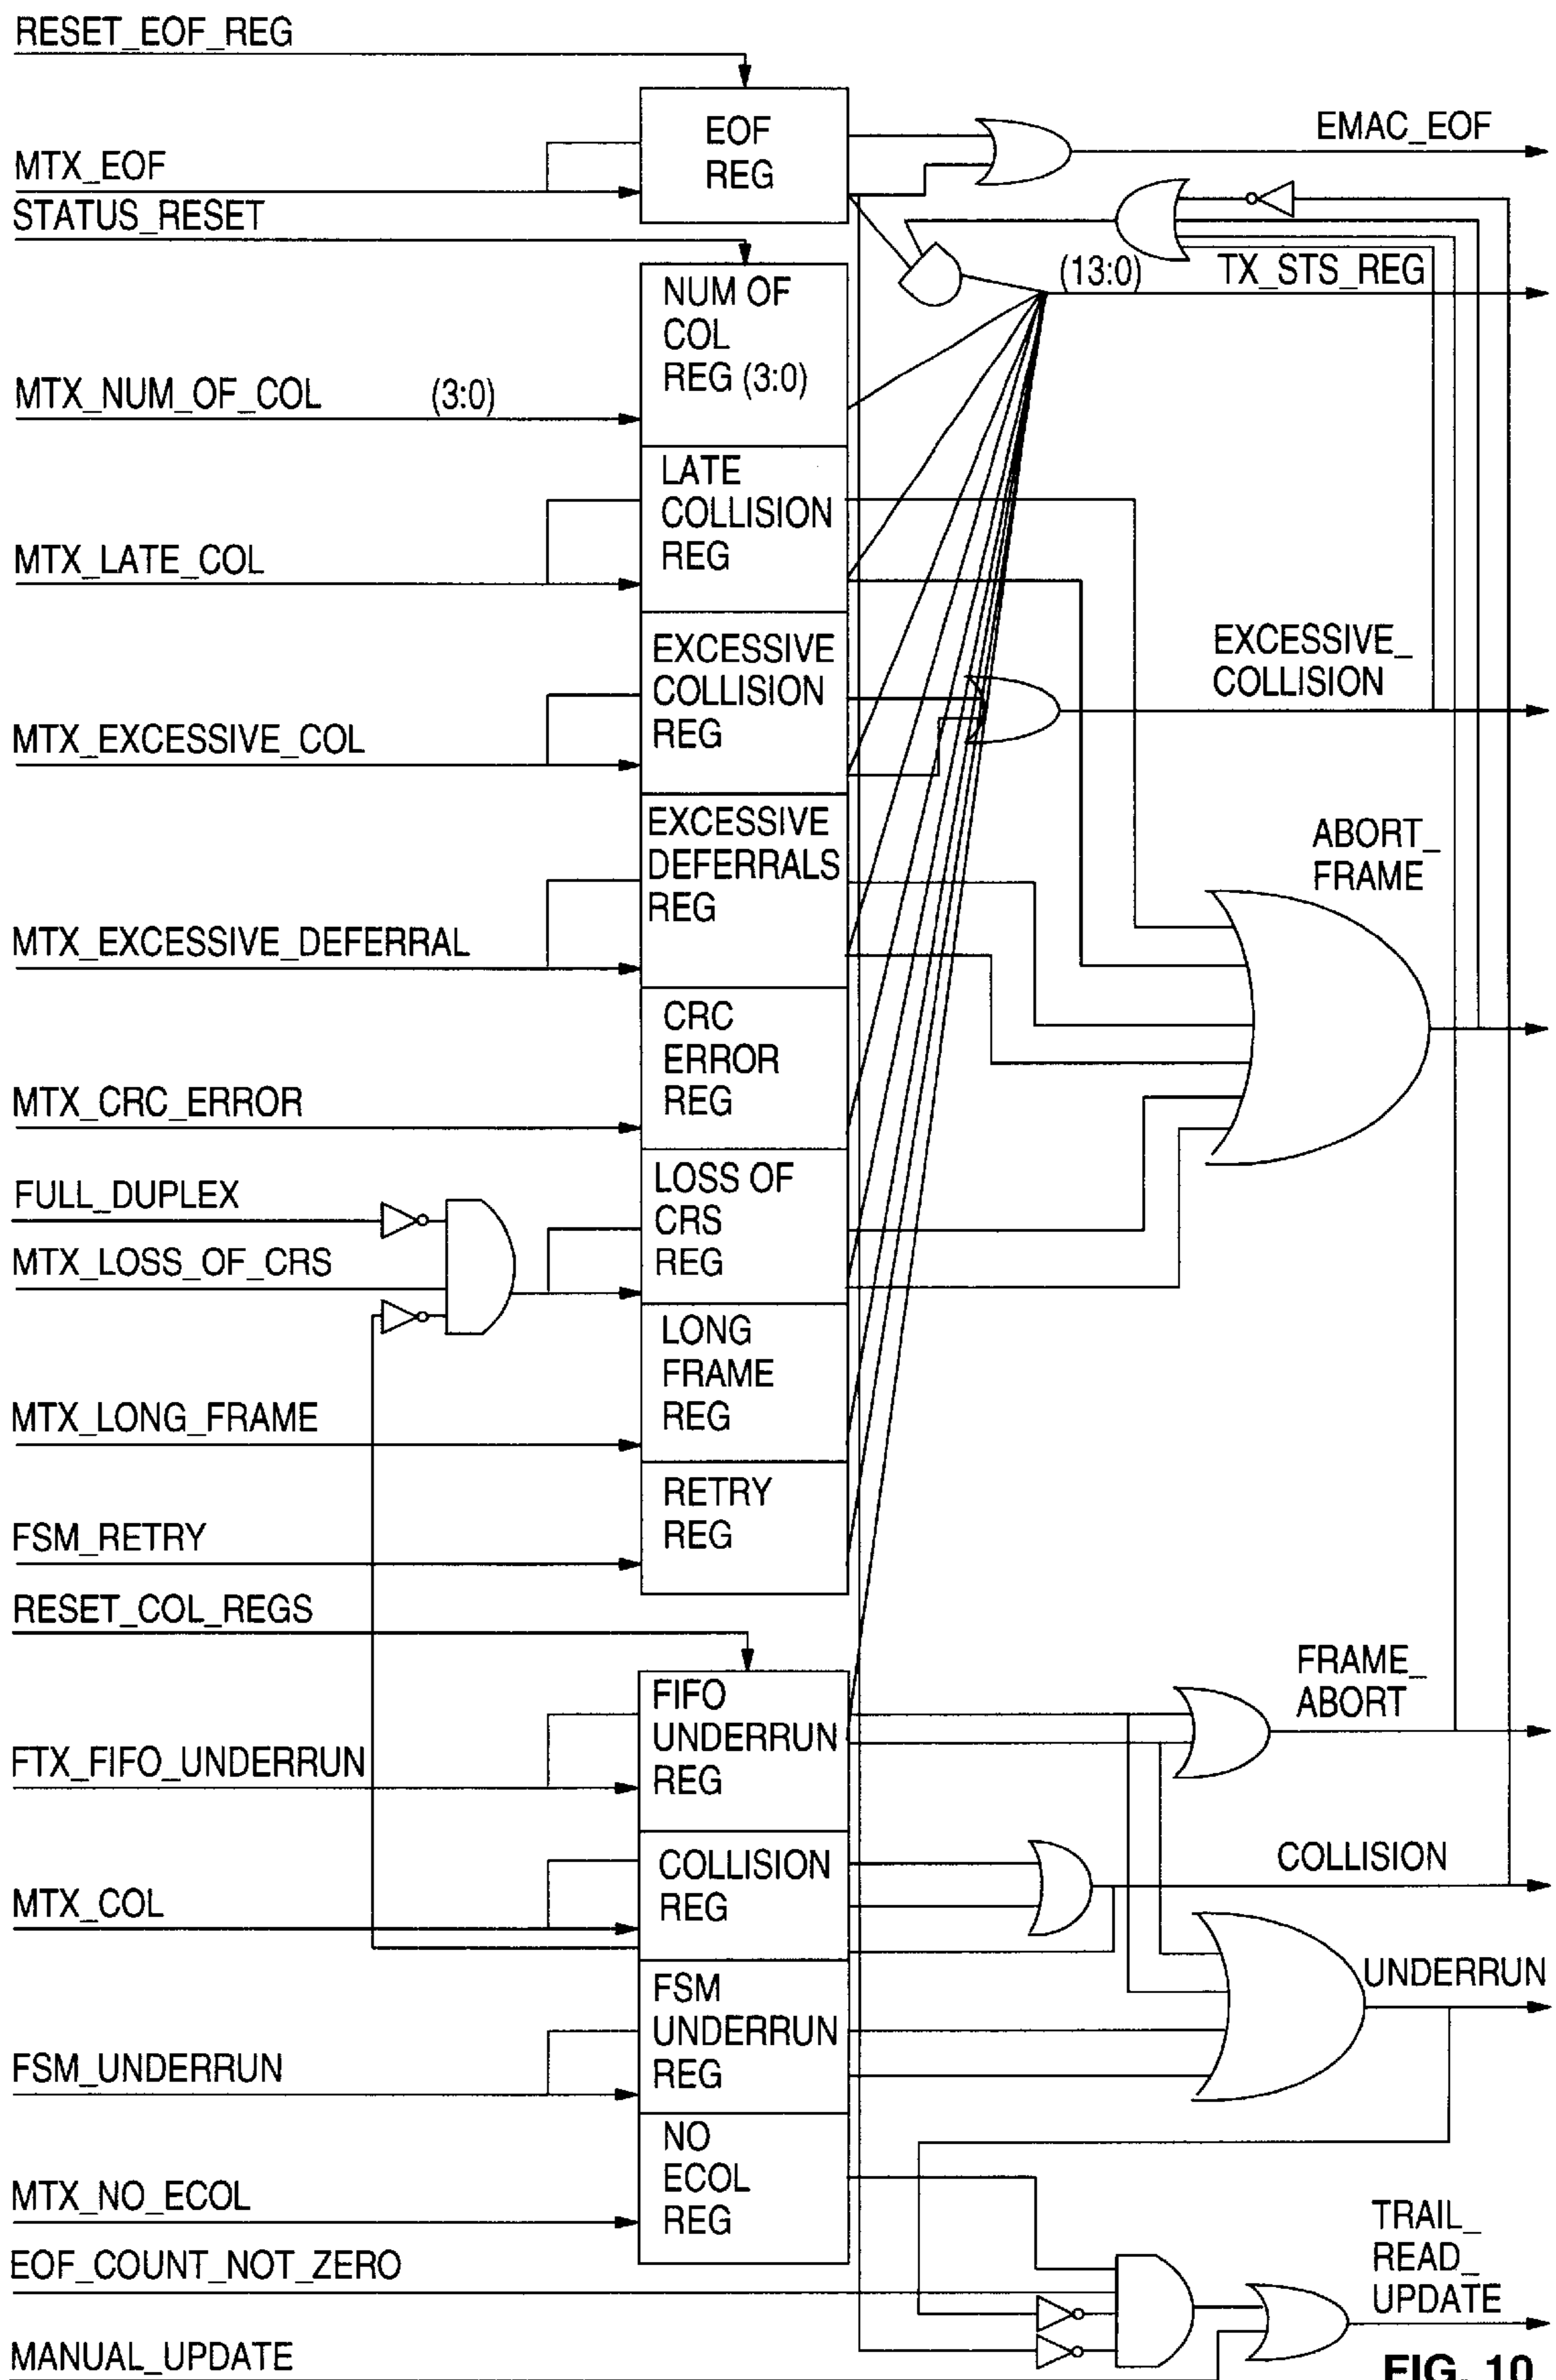 RESET_EOF_REG
EOF
REG
EMAC_EOF
MTX_EOF
STATUS_RESET
(13:0)
TX_STS_REG
NUM OF
COL
REG (3:0)
MTX_NUM_OF_COL
(3:0)
LATE
COLLISION
REG
MTX_LATE_COL
EXCESSIVE
COLLISION
REG
EXCESSIVE_
COLLISION
MTX_EXCESSIVE_COL
EXCESSIVE
DEFERRALS
REG
ABORT_
FRAME
MTX_EXCESSIVE_DEFERRAL
CRC
ERROR
REG
MTX_CRC_ERROR
FULL_DUPLEX
LOSS OF
CRS
REG
MTX_LOSS_OF_CRS
LONG
FRAME
REG
MTX_LONG_FRAME
RETRY
REG
FSM_RETRY
RESET_COL_REGS
FIFO
UNDERRUN
REG
FRAME_
ABORT
FTX_FIFO_UNDERRUN
COLLISION
REG
COLLISION
MTX_COL
FSM
UNDERRUN
REG
UNDERRUN
FSM_UNDERRUN
NO
ECOL
REG
MTX_NO_ECOL
EOF_COUNT_NOT_ZERO
TRAIL_
READ_
UPDATE
MANUAL_UPDATE
FIG. 10